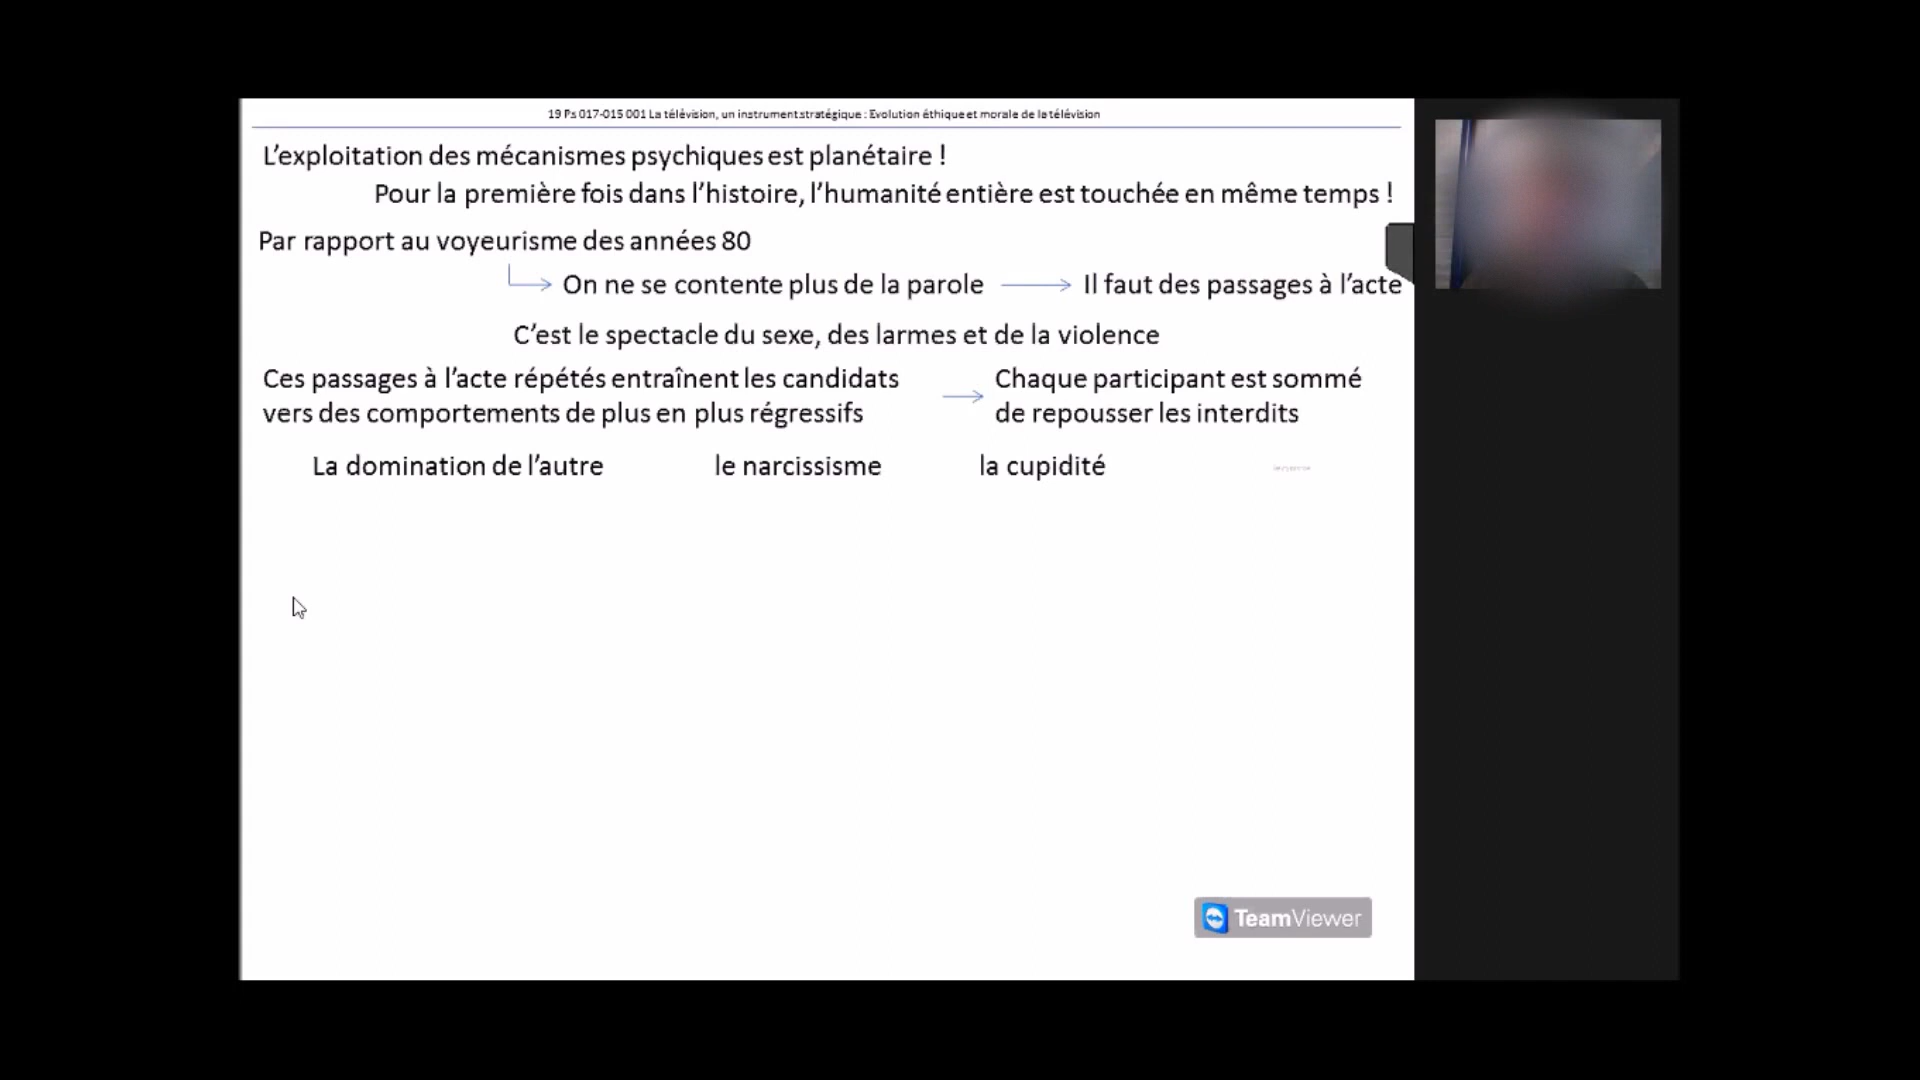 19 Ps 017-015 001 La télévision, un instrument stratégique : Evolution éthique et morale de la télévision
L’exploitation des mécanismes psychiques est planétaire !
Pour la première fois dans l’histoire, l’humanité entière est touchée en même temps !
Par rapport au voyeurisme des années 80
On ne se contente plus de la parole
Il faut des passages à l’acte
C’est le spectacle du sexe, des larmes et de la violence
Ces passages à l’acte répétés entraînent les candidats
vers des comportements de plus en plus régressifs
Chaque participant est sommé
de repousser les interdits
La domination de l’autre
le narcissisme
la cupidité
TeamViewer